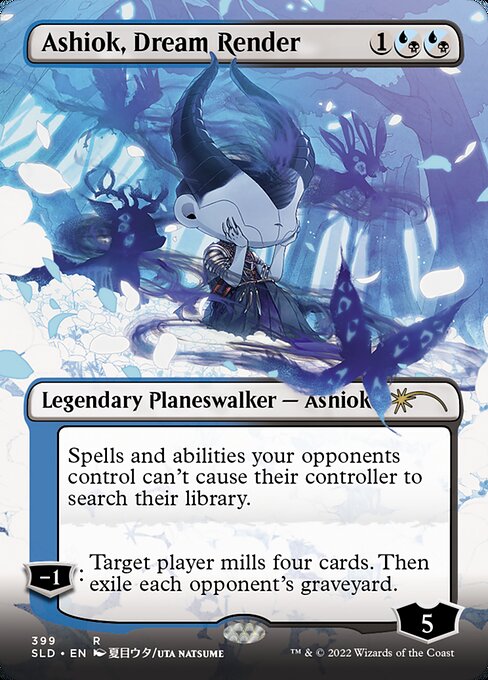 Ashiok, Dream Render 1
Legendary Planeswalker — Ashiok
Spells and abilities your opponents
control can't cause their controller to
search their library.
-1 : Target player mills four cards. Then
exile each opponent's graveyard.
5
399 R
SLD • EN 夏目ウタ/UTA NATSUME
™ & © 2022 Wizards of the Coast